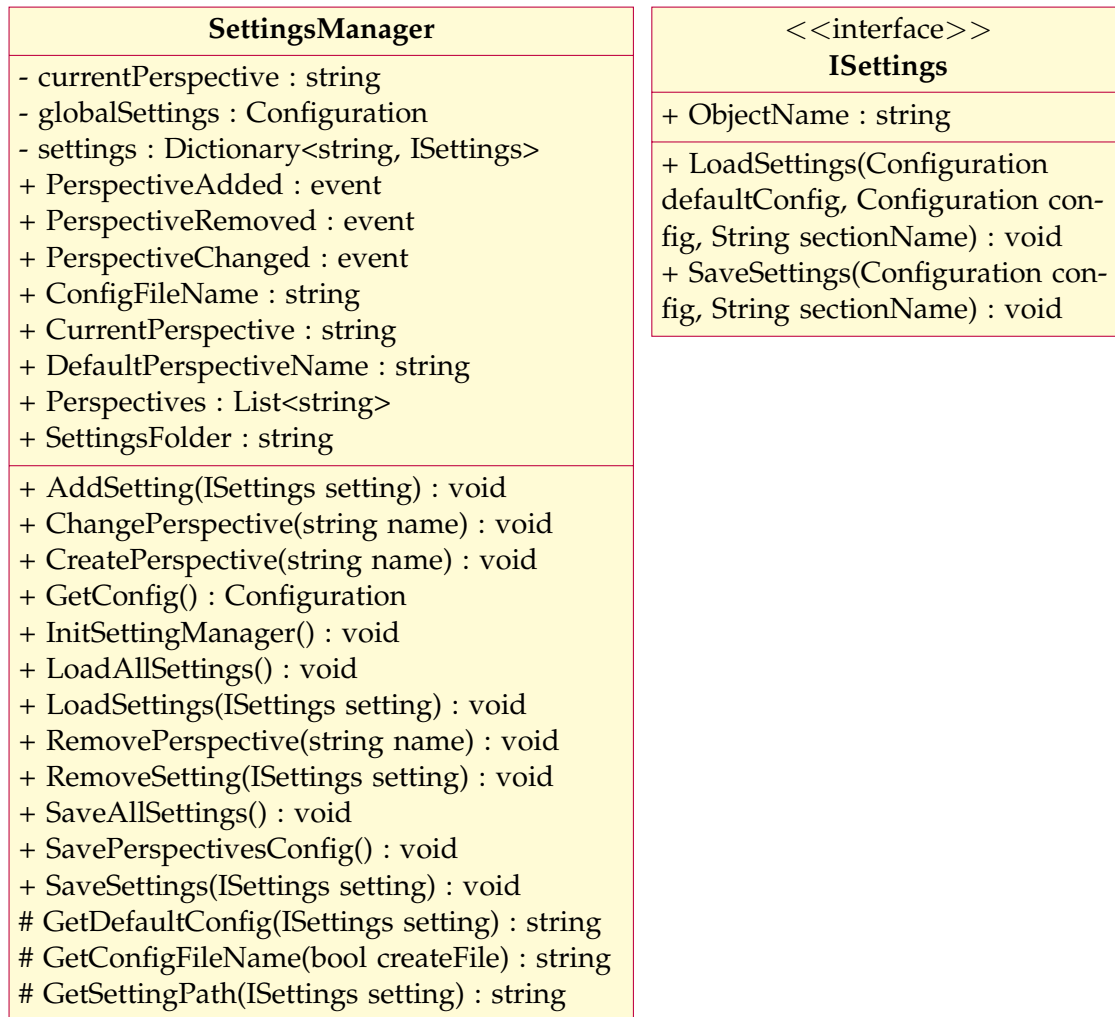 SettingsManager
- currentPerspective : string
- globalSettings : Configuration
- settings : Dictionary<string, ISettings>
+ PerspectiveAdded : event
+ PerspectiveRemoved : event
+ PerspectiveChanged : event
+ ConfigFileName : string
+ CurrentPerspective : string
+ DefaultPerspectiveName : string
+ Perspectives : List<string>
+ SettingsFolder : string
+ AddSetting(ISettings setting) : void
+ ChangePerspective(string name) : void
+ CreatePerspective(string name) : void
+ GetConfig() : Configuration
+ InitSettingManager() : void
+ LoadAllSettings() : void
+ LoadSettings(ISettings setting) : void
+ RemovePerspective(string name) : void
+ RemoveSetting(ISettings setting) : void
+ SaveAllSettings() : void
+ SavePerspectivesConfig() : void
+ SaveSettings(ISettings setting) : void
# GetDefaultConfig(ISettings setting) : string
# GetConfigFileName(bool createFile) : string
# GetSettingPath(ISettings setting) : string
<<interface>>
ISettings
+ ObjectName : string
+ LoadSettings(Configuration
defaultConfig, Configuration con-
fig, String sectionName) : void
+ SaveSettings(Configuration con-
fig, String sectionName) : void